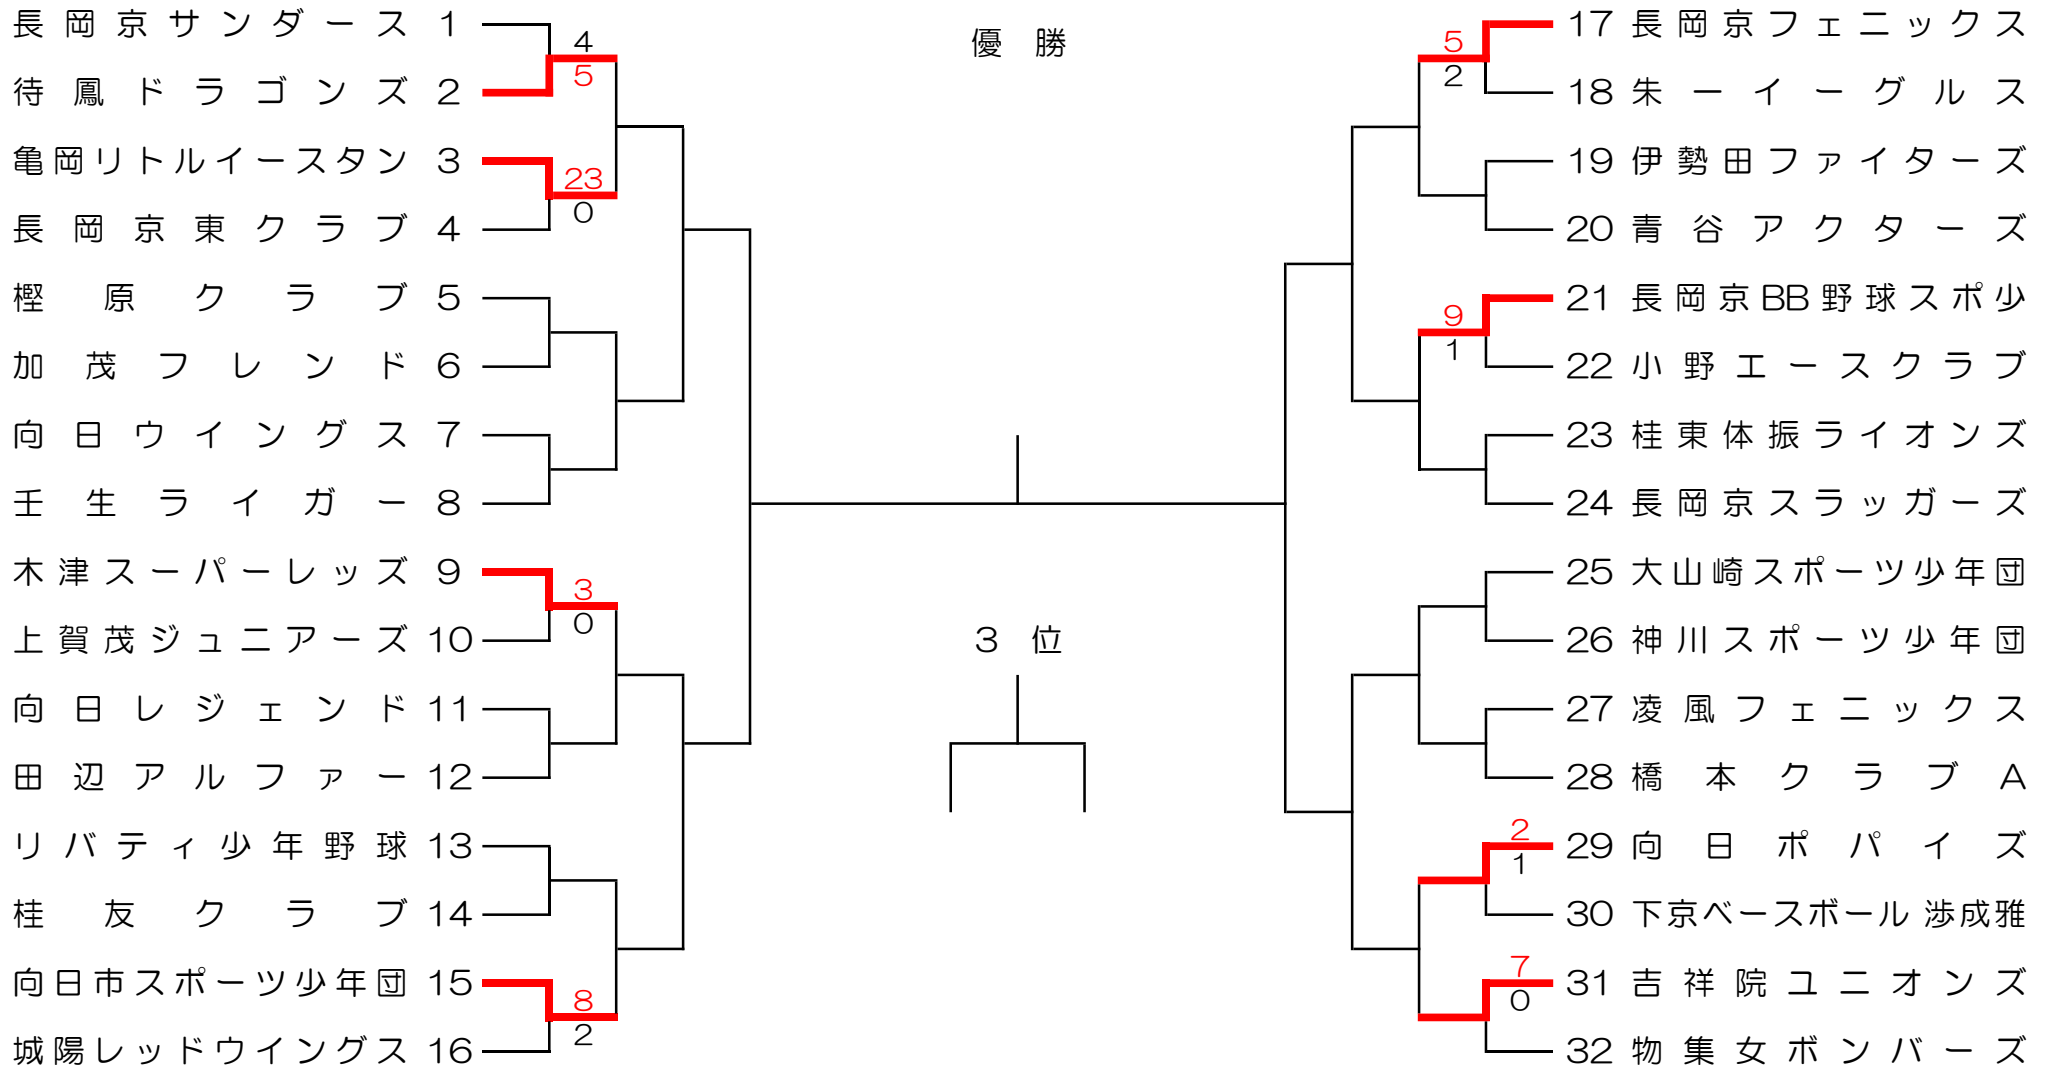 優勝
長岡京サンダース 1
4
5
待鳳ドラゴンズ 2
亀岡リトルイースタン 3
23
0
長岡京東クラブ 4
樫原クラブ 5
加茂フレンド 6
向日ウイングス 7
壬生ライガー 8
木津スーパーレッズ 9
3
0
上賀茂ジュニアーズ 10
向日レジェンド 11
田辺アルファー 12
リバティ少年野球 13
桂友クラブ 14
向日市スポーツ少年団 15
8
2
城陽レッドウイングス 16
3位
17 長岡京フェニックス
5
2
18 朱一イーグルス
19 伊勢田ファイターズ
20 青谷アクターズ
21 長岡京BB野球スポ少
9
1
22 小野エースクラブ
23 桂東体振ライオンズ
24 長岡京スラッガーズ
25 大山崎スポーツ少年団
26 神川スポーツ少年団
27 凌風フェニックス
28 橋本クラブA
2
29 向日ポパイズ
1
30 下京ベースボール 渉成雅
7
31 吉祥院ユニオンズ
0
32 物集女ボンバーズ